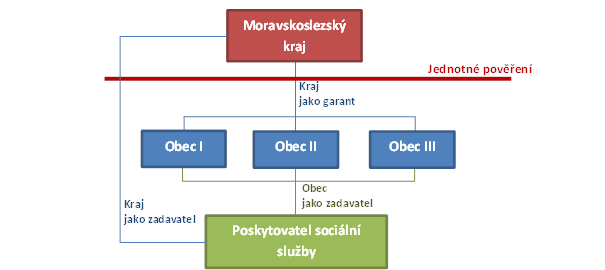 Moravskoslezský
kraj
Jednotné pověření
Kraj
jako garant
Obec I
Obec II
Obec III
Obec
jako zadavatel
Kraj
jako zadavatel
Poskytovatel sociální
služby